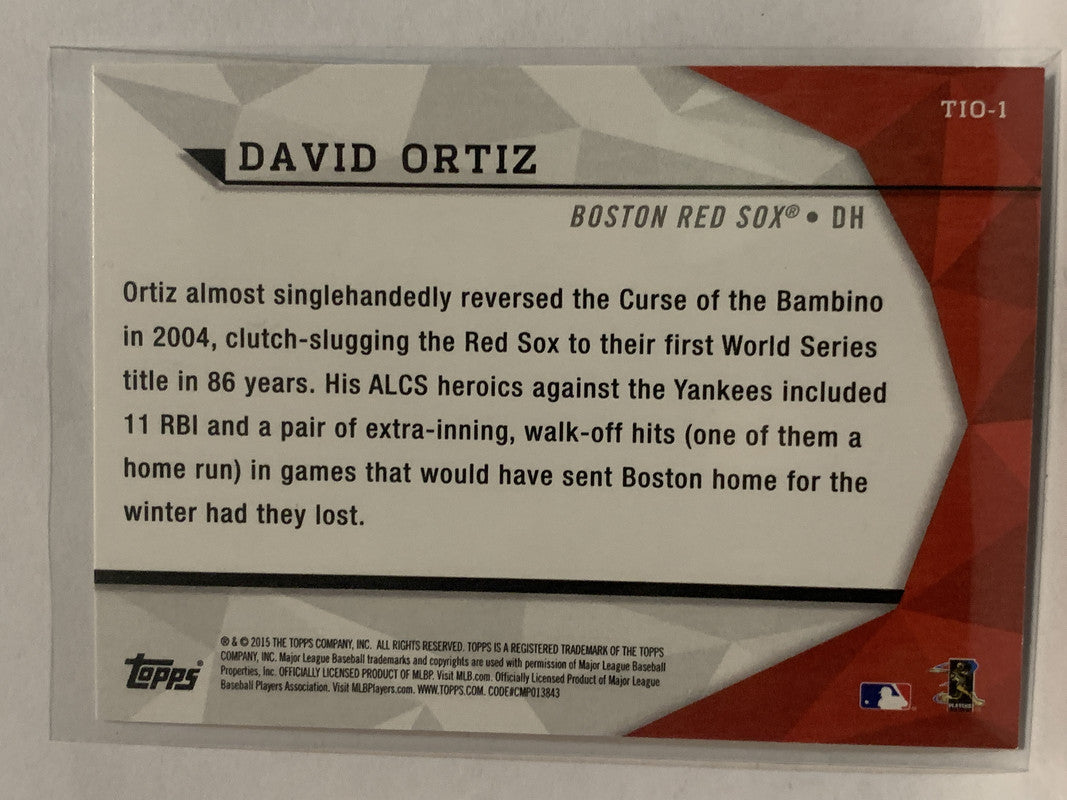 TIO-1
DAVID ORTIZ
BOSTON RED SOX® • DH
Ortiz almost singlehandedly reversed the Curse of the Bambino
in 2004, clutch-slugging the Red Sox to their first World Series
title in 86 years. His ALCS heroics against the Yankees included
11 RBI and a pair of extra-inning, walk-off hits (one of them a
home run) in games that would have sent Boston home for the
winter had they lost.
® & © 2015 THE TOPPS COMPANY, INC. ALL RIGHTS RESERVED. TOPPS IS A REGISTERED TRADEMARK OF THE TOPPS
COMPANY, INC. Major League Baseball trademarks and copyrights are used with permission of Major League Baseball
Properties, Inc. OFFICIALLY LICENSED PRODUCT OF MLBP. Visit MLB.com. Officially Licensed Product of Major League
Baseball Players Association. Visit MLBPlayers.com. WWW.TOPPS.COM. CODE#CMP013843
Topps®
PLAYERS